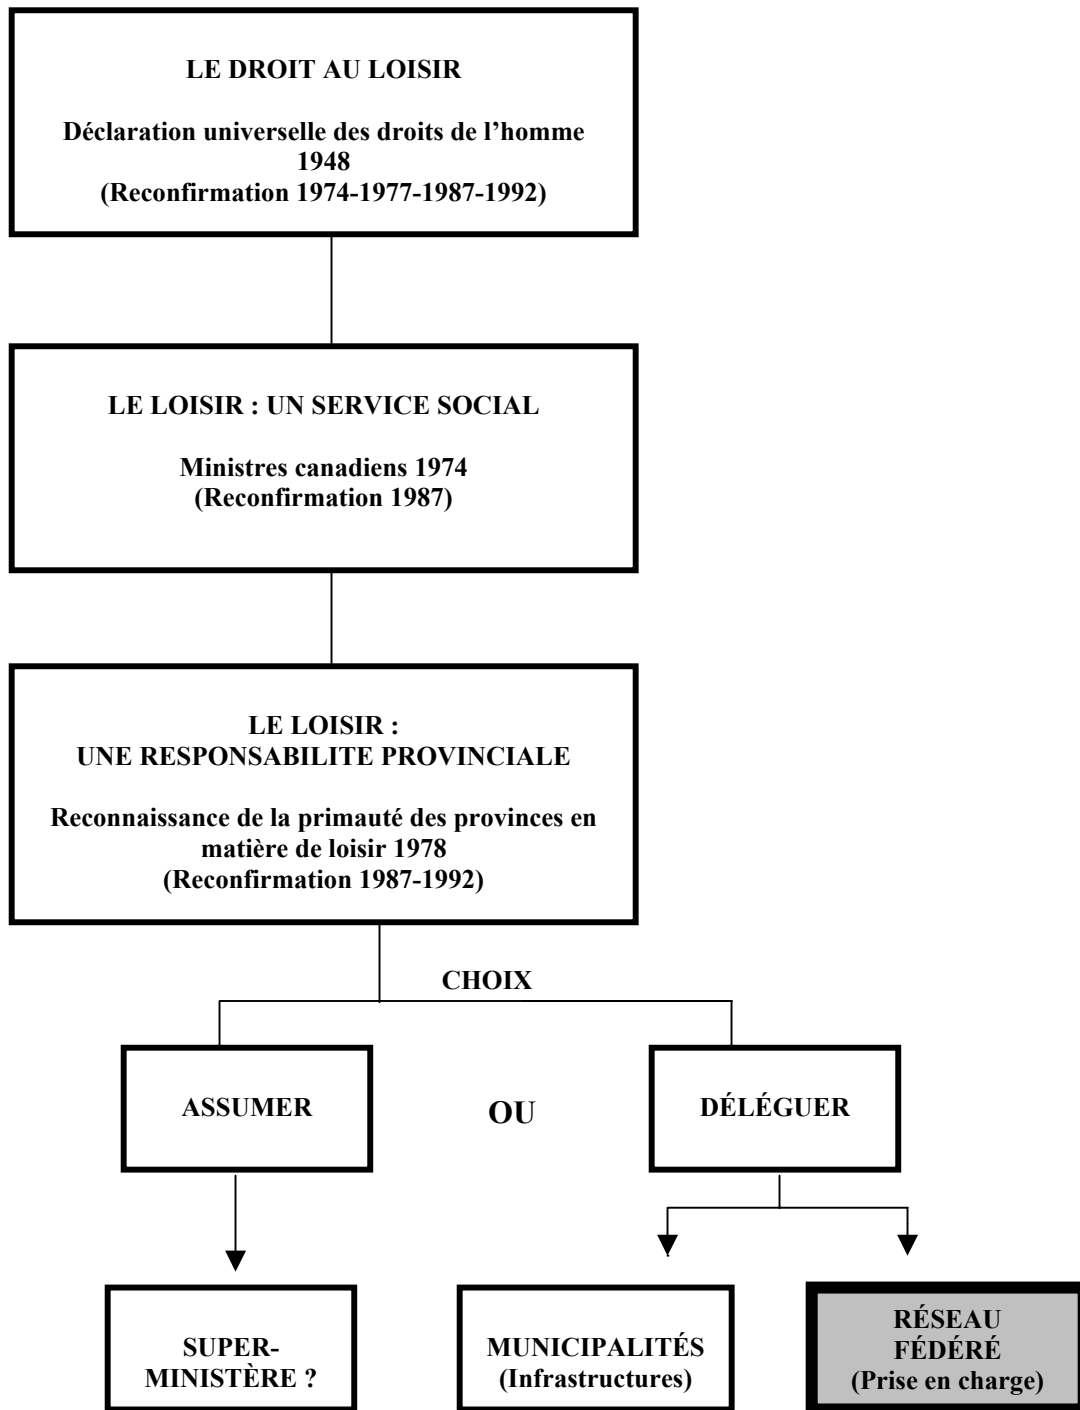 LE DROIT AU LOISIR
Déclaration universelle des droits de l’homme
1948
(Reconfirmation 1974-1977-1987-1992)
LE LOISIR : UN SERVICE SOCIAL
Ministres canadiens 1974
(Reconfirmation 1987)
LE LOISIR :
UNE RESPONSABILITE PROVINCIALE
Reconnaissance de la primauté des provinces en
matière de loisir 1978
(Reconfirmation 1987-1992)
CHOIX
ASSUMER
OU
DÉLÉGUER
SUPER-
MINISTÈRE ?
MUNICIPALITÉS
(Infrastructures)
RÉSEAU
FÉDÉRÉ
(Prise en charge)